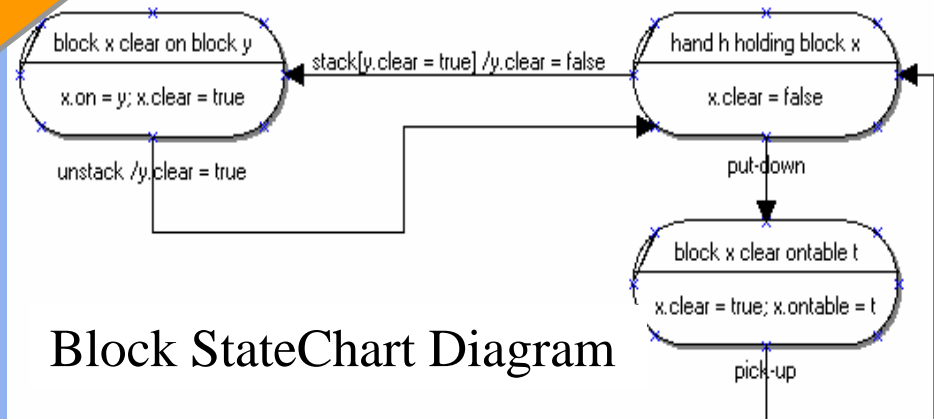 block x clear on block y
x.on = y; x.clear = true
stack[y.clear = true] /y.clear = false
hand h holding block x
x.clear = false
unstack /y.clear = true
put-down
block x clear ontable t
x.clear = true; x.ontable = t
Block StateChart Diagram
pick-up